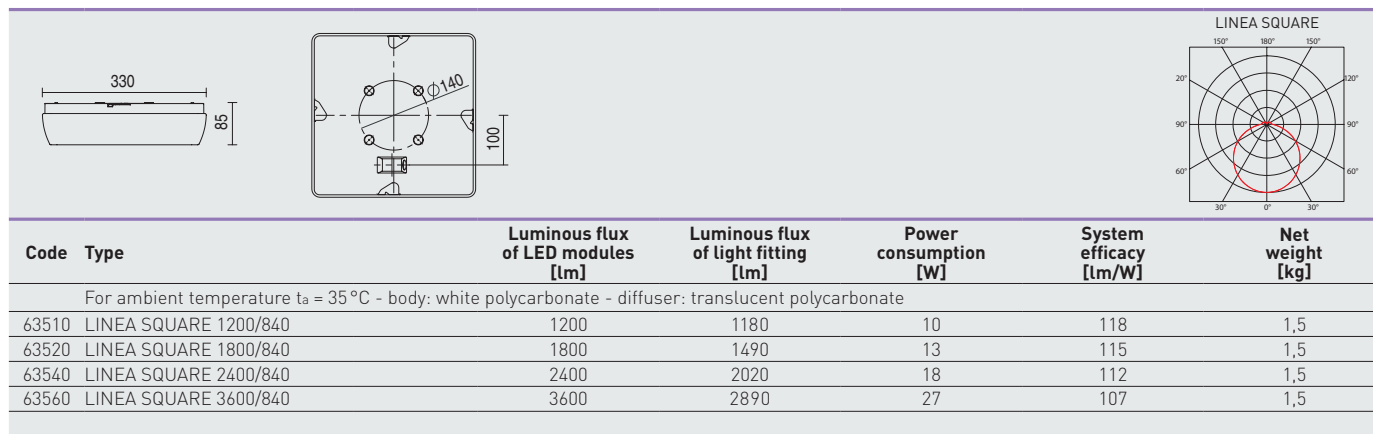 330
85
∅140
100
LINEA SQUARE
150° 180° 150°
20° 120°
90° 90°
60° 60°
30° 0° 30°
Code Type Luminous flux of LED modules [lm] Luminous flux of light fitting [lm] Power consumption [W] System efficacy [lm/W] Net weight [kg]
For ambient temperature ta = 35 °C - body: white polycarbonate - diffuser: translucent polycarbonate
63510 LINEA SQUARE 1200/840 1200 1180 10 118 1,5
63520 LINEA SQUARE 1800/840 1800 1490 13 115 1,5
63540 LINEA SQUARE 2400/840 2400 2020 18 112 1,5
63560 LINEA SQUARE 3600/840 3600 2890 27 107 1,5